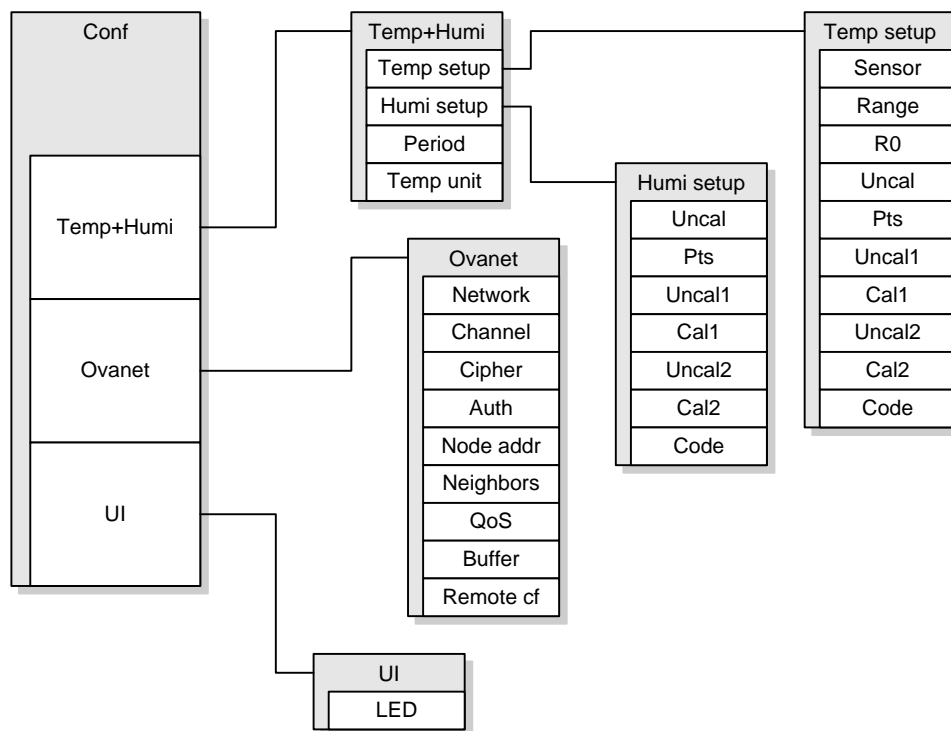 Conf
Temp+Humi
Ovanet
UI
Temp+Humi
Temp setup
Humi setup
Period
Temp unit
Temp setup
Sensor
Range
R0
Uncal
Pts
Uncal1
Cal1
Uncal2
Cal2
Code
Humi setup
Uncal
Pts
Uncal1
Cal1
Uncal2
Cal2
Code
Ovanet
Network
Channel
Cipher
Auth
Node addr
Neighbors
QoS
Buffer
Remote cf
UI
LED